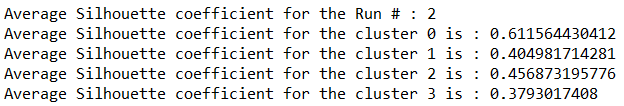 Average Silhouette coefficient for the Run # : 2
Average Silhouette coefficient for the cluster 0 is : 0.611564430412
Average Silhouette coefficient for the cluster 1 is : 0.404981714281
Average Silhouette coefficient for the cluster 2 is : 0.456873195776
Average Silhouette coefficient for the cluster 3 is : 0.3793017408